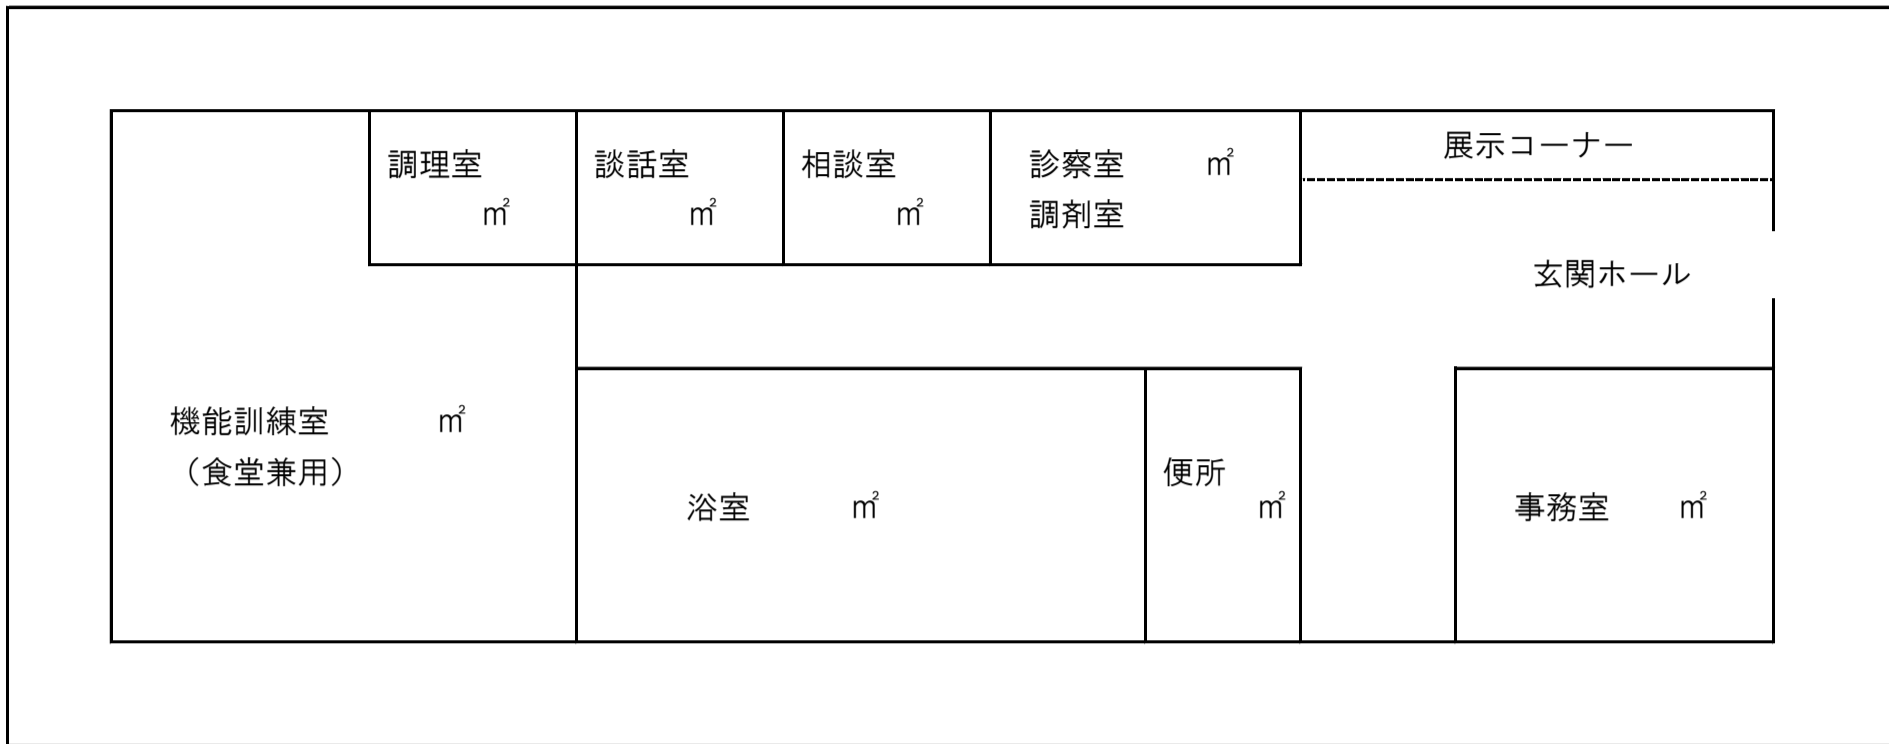 調理室
㎡
談話室
㎡
相談室
㎡
診察室　㎡
調剤室
展示コーナー
玄関ホール
機能訓練室　㎡
（食堂兼用）
浴室　㎡
便所
㎡
事務室　㎡